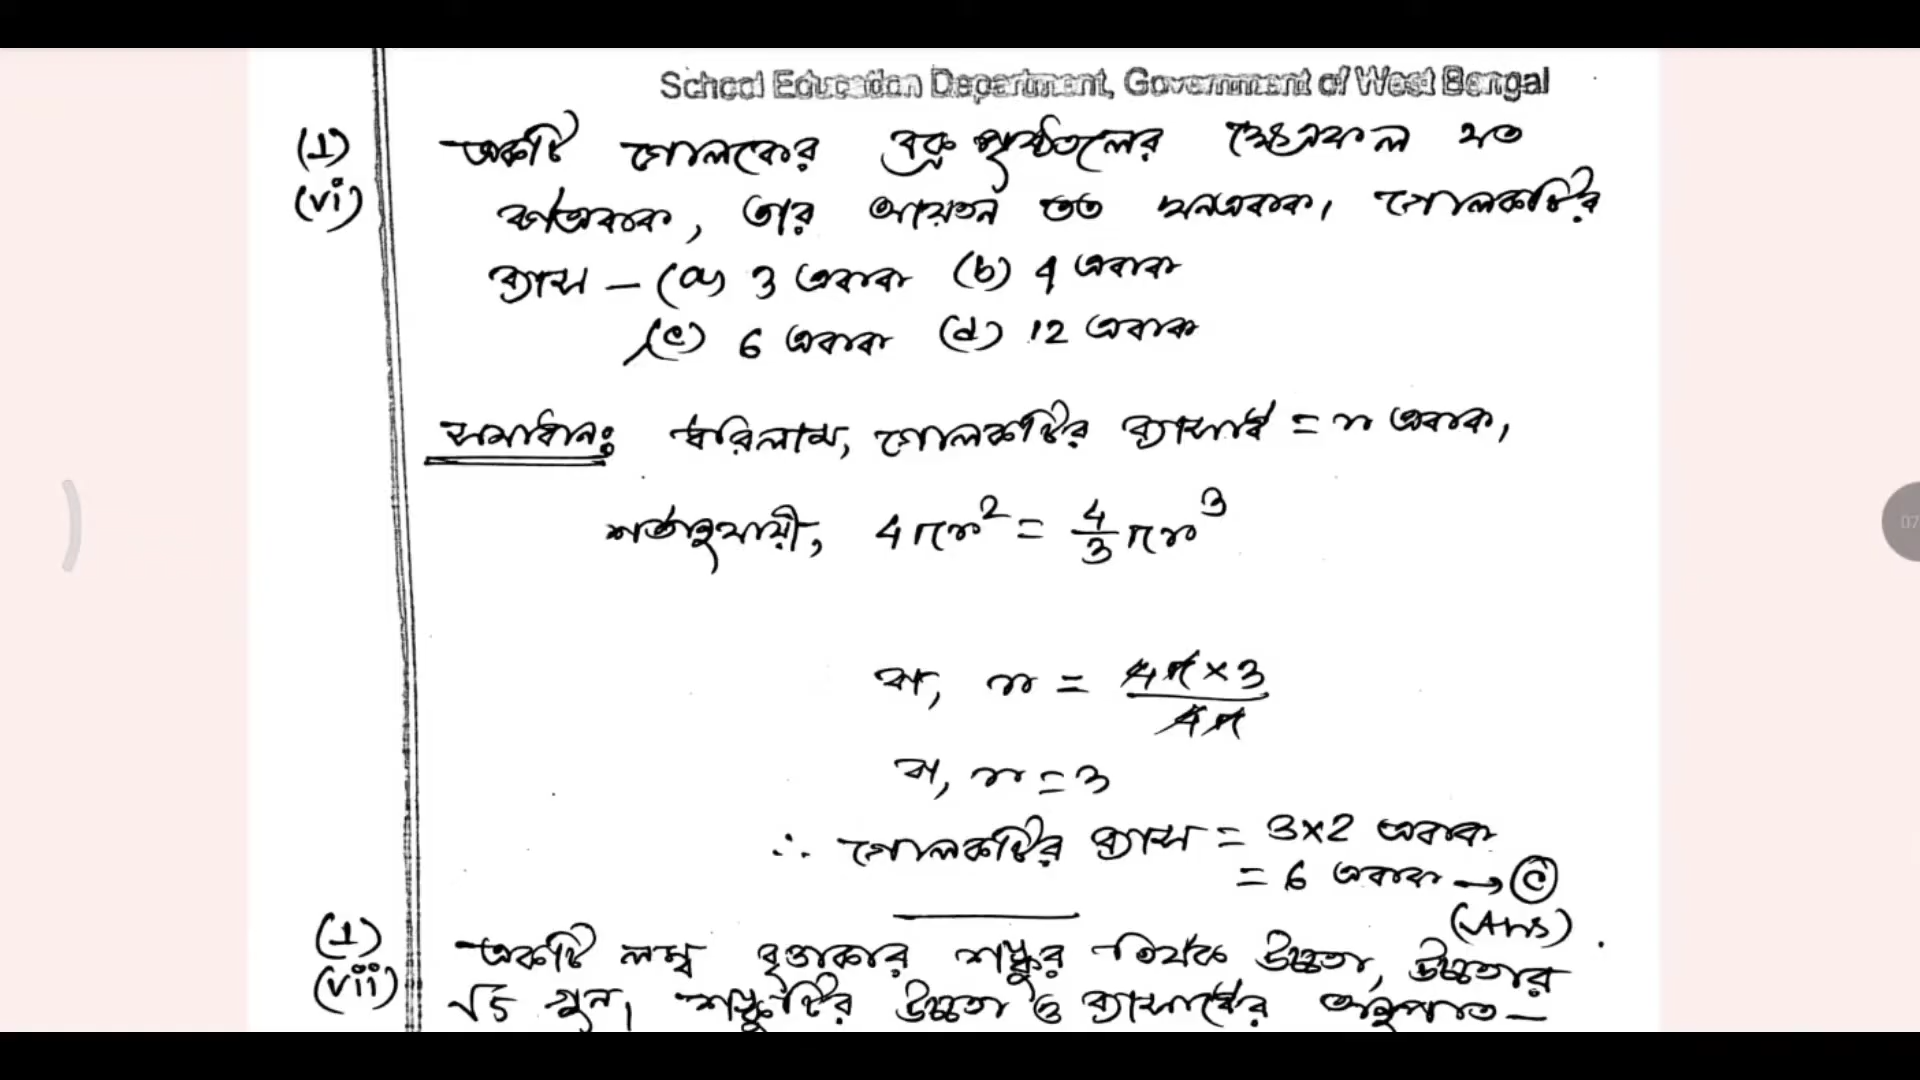 School Education Department, Government of West Bengal
(1) একটি গোলকের বক্র পৃষ্ঠতলের ক্ষেত্রফল যত
(vi) বর্গএকক, তার আয়তন তত ঘনএকক। গোলকটির
ব্যাস — (a) 3 একক (b) 4 একক
(c) 6 একক (d) 12 একক
সমাধান: ধরিলাম, গোলকটির ব্যাসার্ধ = r একক,
শর্তানুযায়ী, 4πr² = 4/3 πr³
বা, r = 4π×3 / 4π
বা, r = 3
∴ গোলকটির ব্যাস = 3×2 একক
= 6 একক → (c)
(Ans).
(1) একটি লম্ব বৃত্তাকার শঙ্কুর তির্যক উচ্চতা, উচ্চতার
(vii) √5 গুন। শঙ্কুটির উচ্চতা ও ব্যাসার্ধের অনুপাত —
07